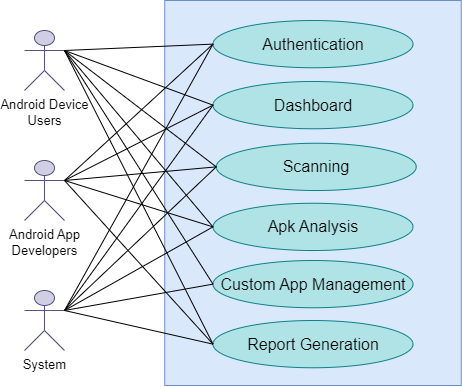 Authentication
Android Device
Users
Dashboard
Scanning
Android App
Developers
Apk Analysis
Custom App Management
Report Generation
System